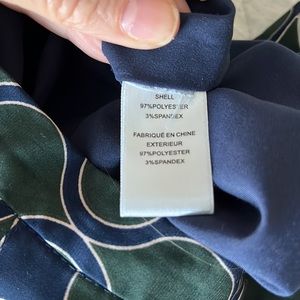 SHELL
97%POLYESTER
3%SPANDEX
FABRIQUÉ EN CHINE
EXTERIEUR
97%POLYESTER
3%SPANDEX